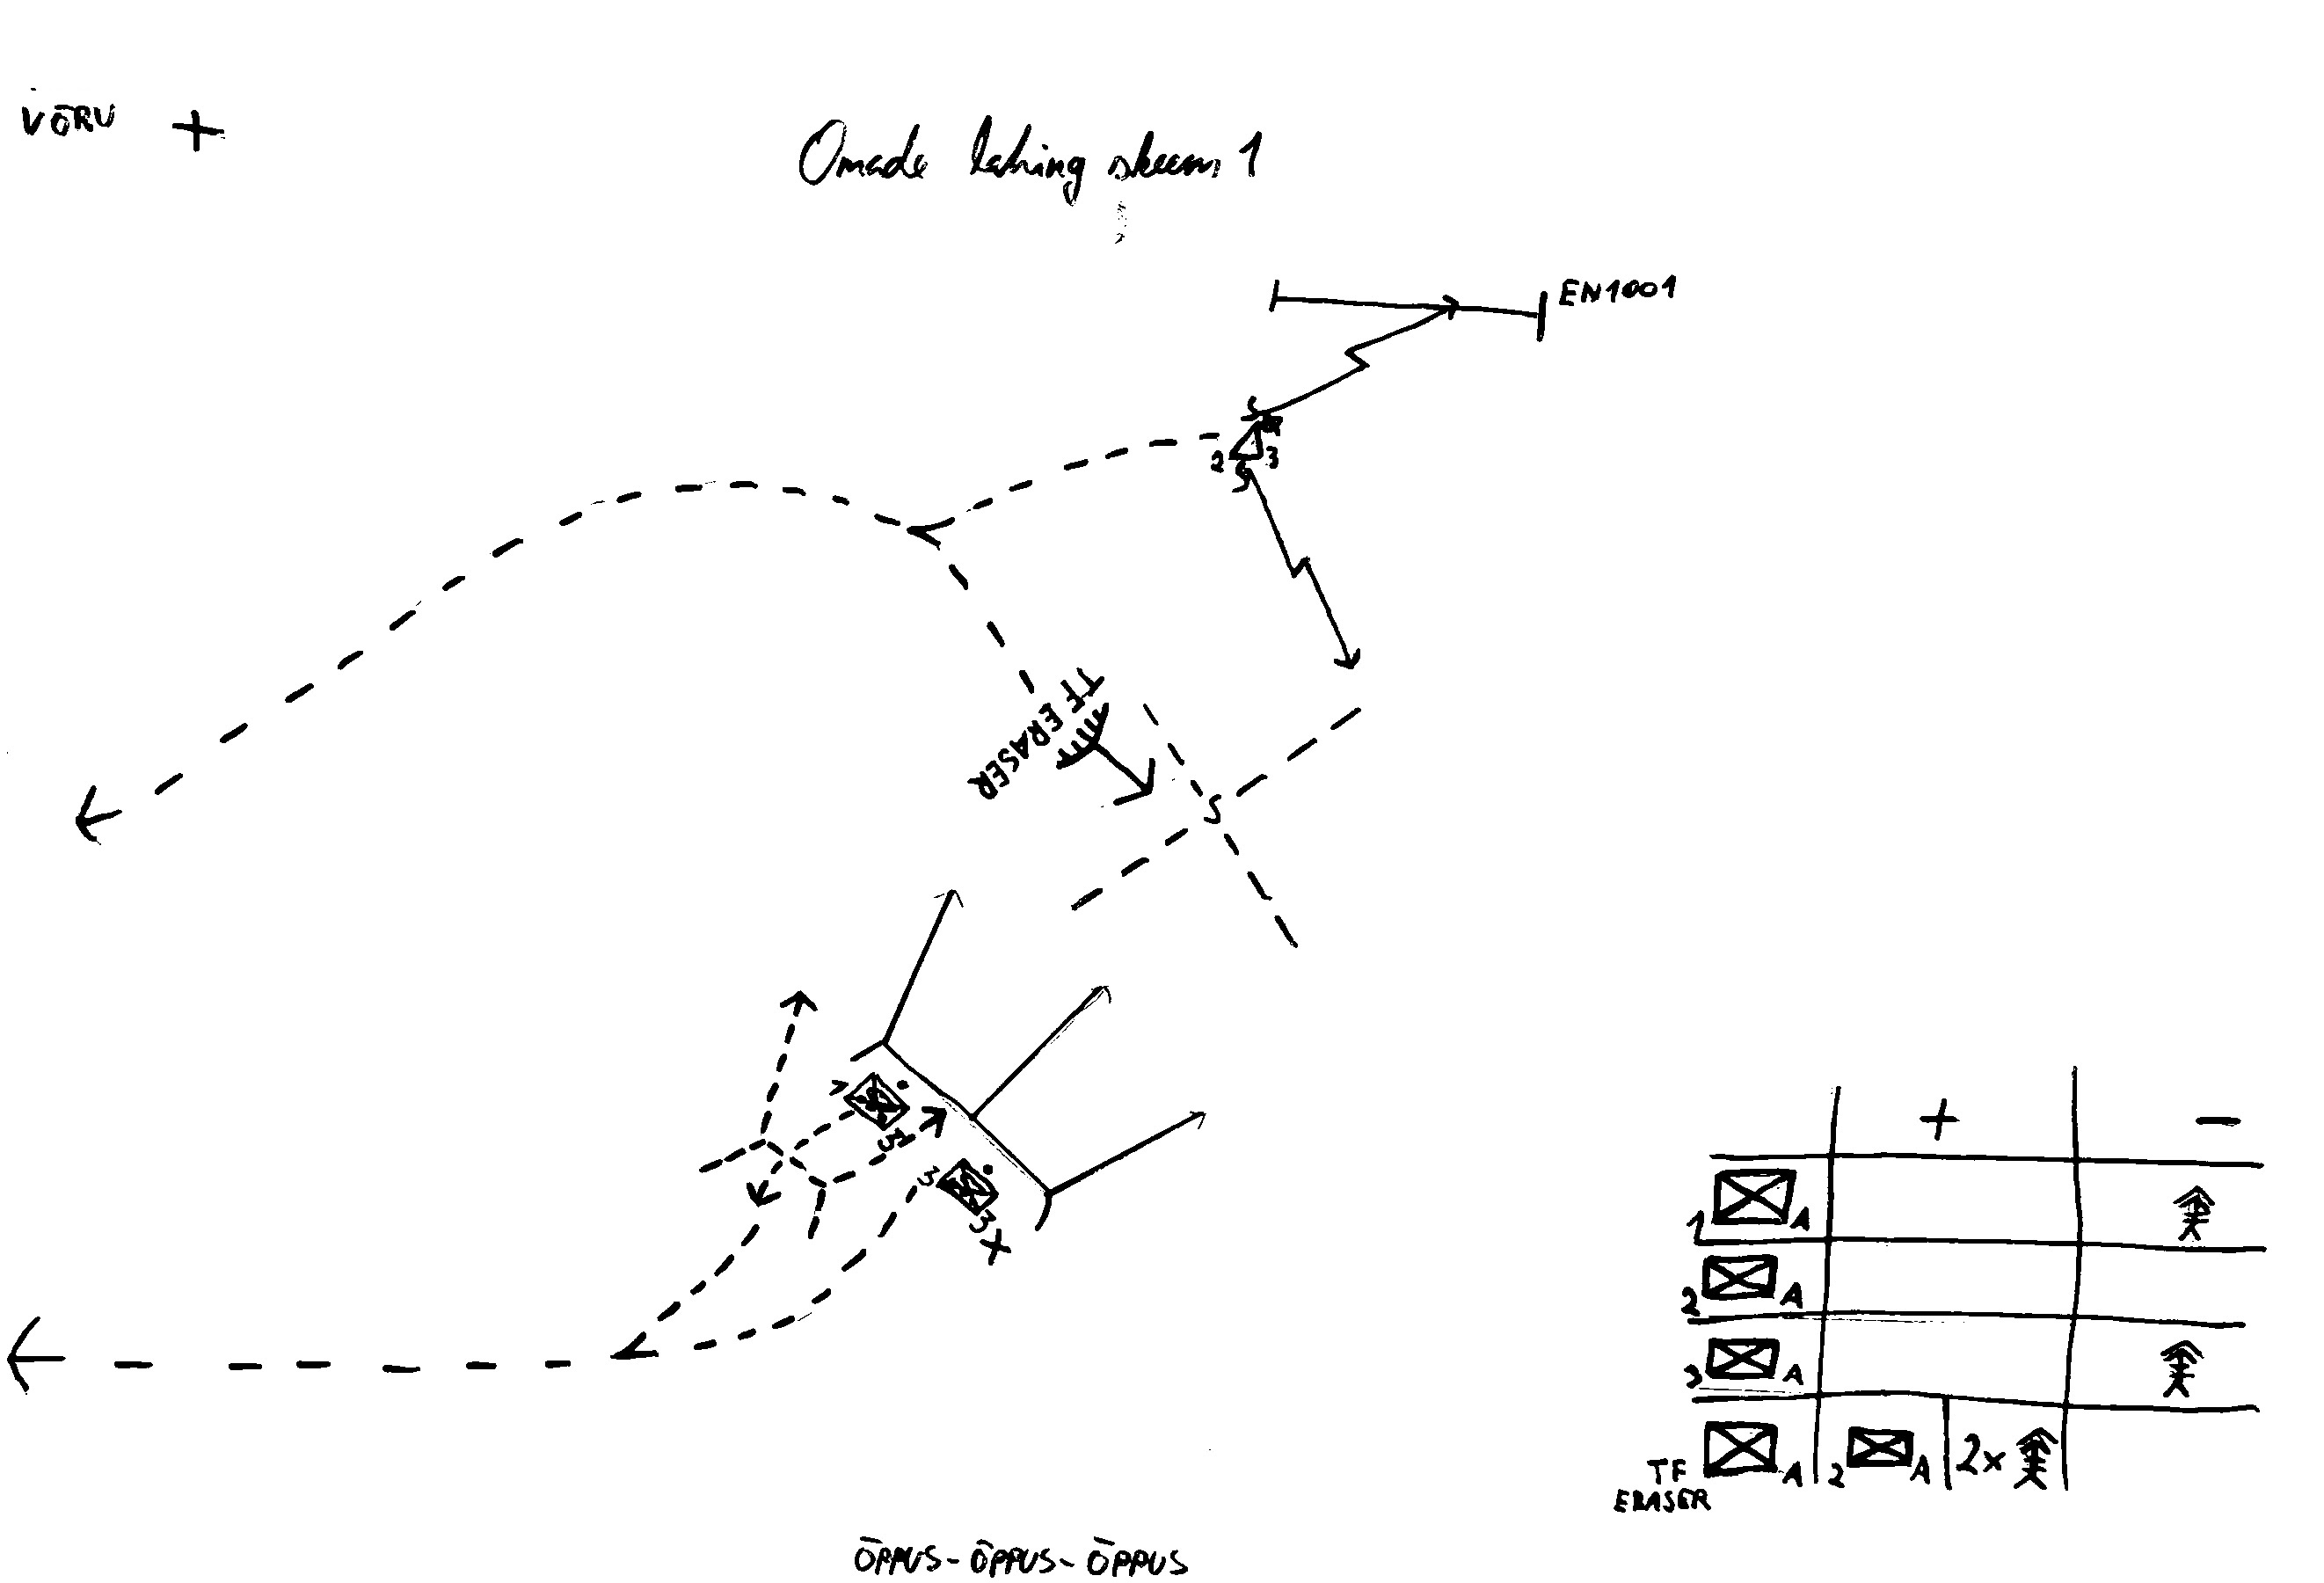 VÕRU +
Omade lahing skeem 1
EN1001
2 3
S
TF ERASER
S
1
31
3
3
+ -
1 A
2 A
3 A
TF ERASER A 2 A 2x
ÕPPUS-ÕPPUS-ÕPPUS